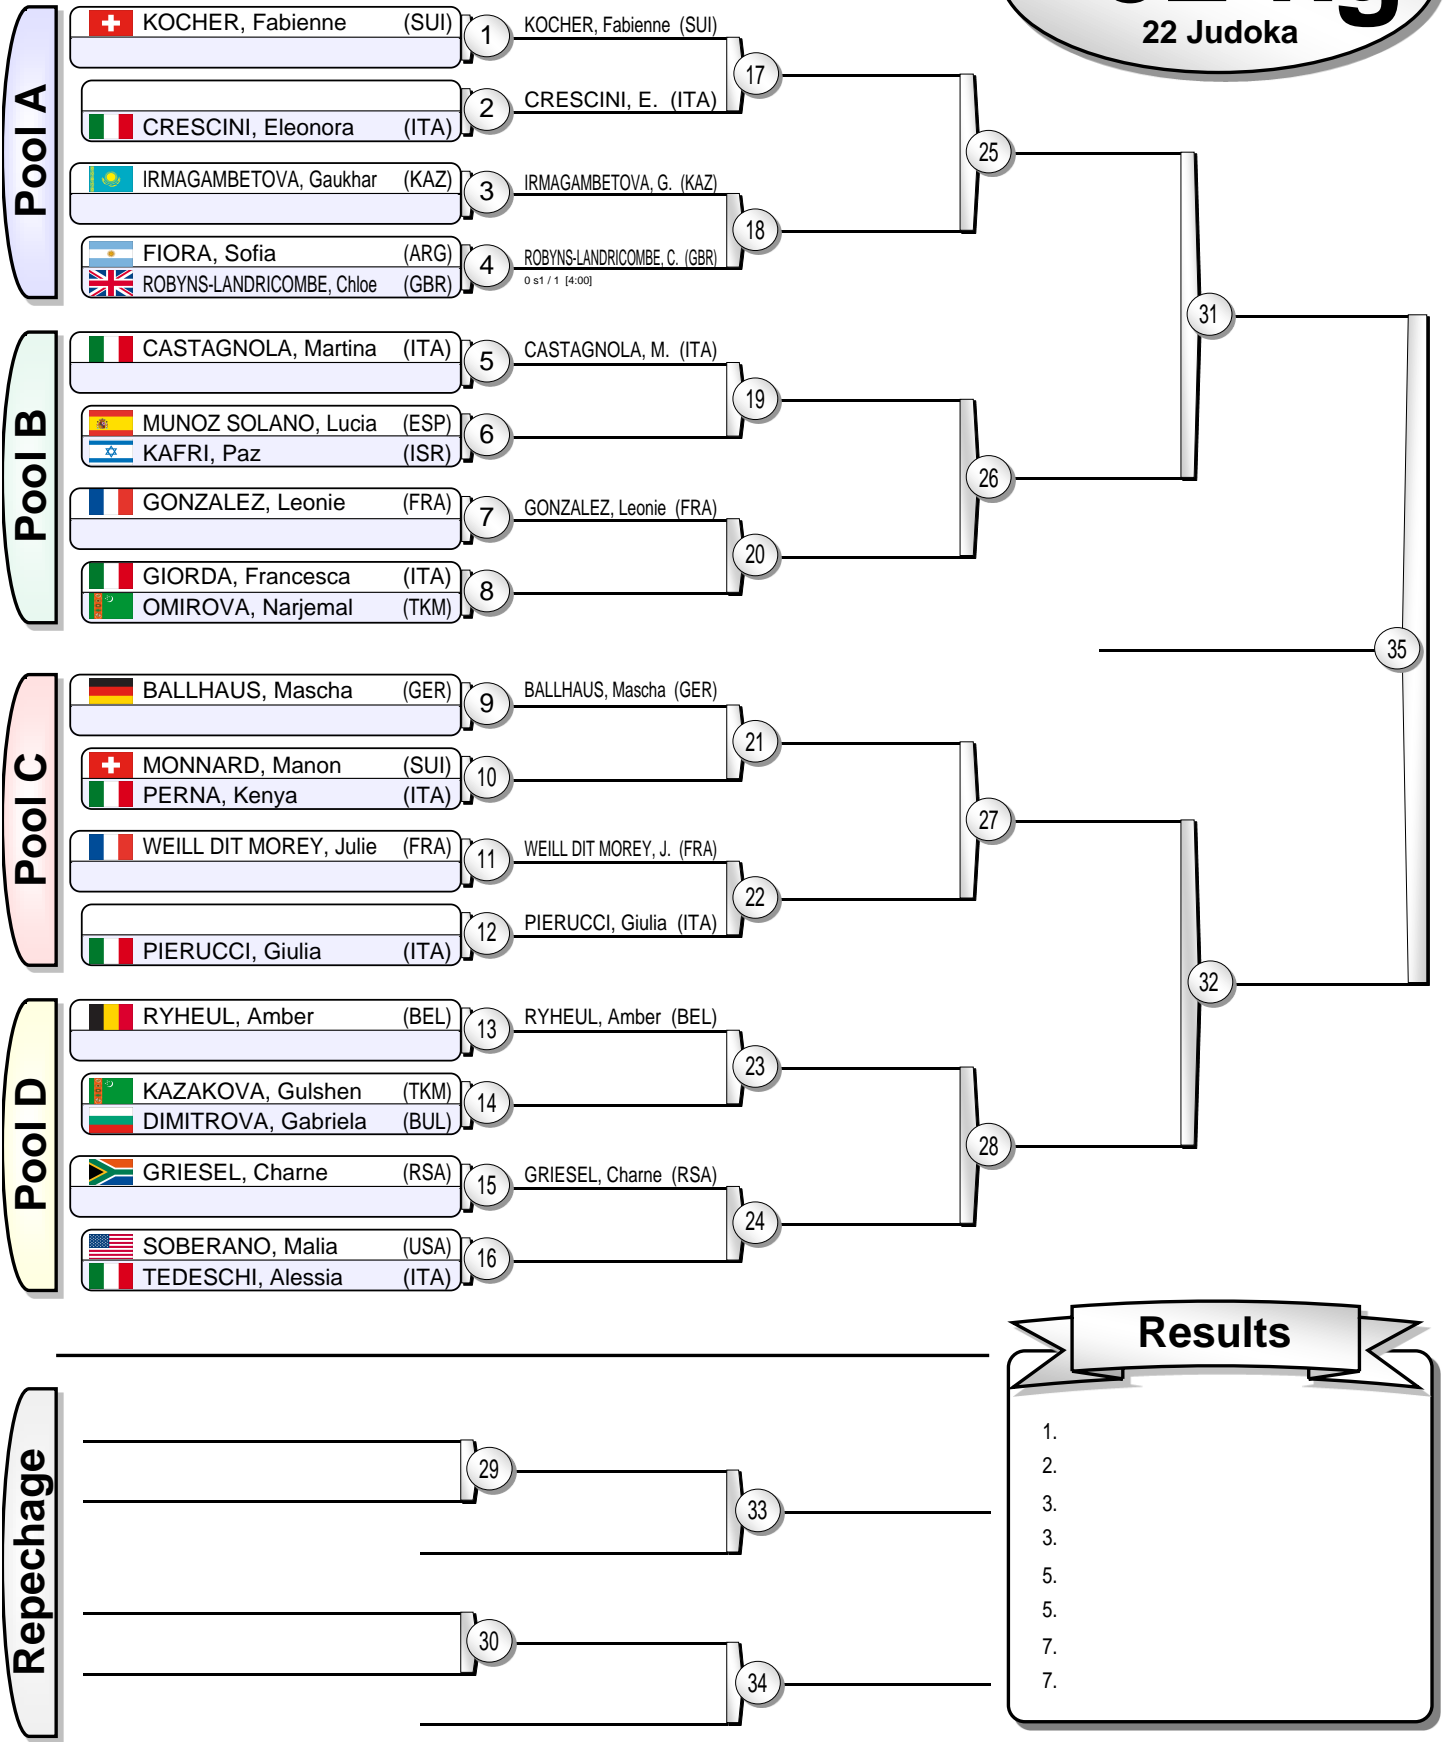 22 Judoka
Pool A
KOCHER, Fabienne (SUI)
1
KOCHER, Fabienne (SUI)
17
2
CRESCINI, E. (ITA)
CRESCINI, Eleonora (ITA)
25
IRMAGAMBETOVA, Gaukhar (KAZ)
3
IRMAGAMBETOVA, G. (KAZ)
18
FIORA, Sofia (ARG)
4
ROBYNS-LANDRICOMBE, C. (GBR)
ROBYNS-LANDRICOMBE, Chloe (GBR)
0 s1 / 1 [4:00]
31
Pool B
CASTAGNOLA, Martina (ITA)
5
CASTAGNOLA, M. (ITA)
19
MUNOZ SOLANO, Lucia (ESP)
6
KAFRI, Paz (ISR)
26
GONZALEZ, Leonie (FRA)
7
GONZALEZ, Leonie (FRA)
20
GIORDA, Francesca (ITA)
8
OMIROVA, Narjemal (TKM)
35
Pool C
BALLHAUS, Mascha (GER)
9
BALLHAUS, Mascha (GER)
21
MONNARD, Manon (SUI)
10
PERNA, Kenya (ITA)
27
WEILL DIT MOREY, Julie (FRA)
11
WEILL DIT MOREY, J. (FRA)
22
12
PIERUCCI, Giulia (ITA)
PIERUCCI, Giulia (ITA)
32
Pool D
RYHEUL, Amber (BEL)
13
RYHEUL, Amber (BEL)
23
KAZAKOVA, Gulshen (TKM)
14
DIMITROVA, Gabriela (BUL)
28
GRIESEL, Charne (RSA)
15
GRIESEL, Charne (RSA)
24
SOBERANO, Malia (USA)
16
TEDESCHI, Alessia (ITA)
Results
1.
2.
3.
3.
5.
5.
7.
7.
Repechage
29
33
30
34